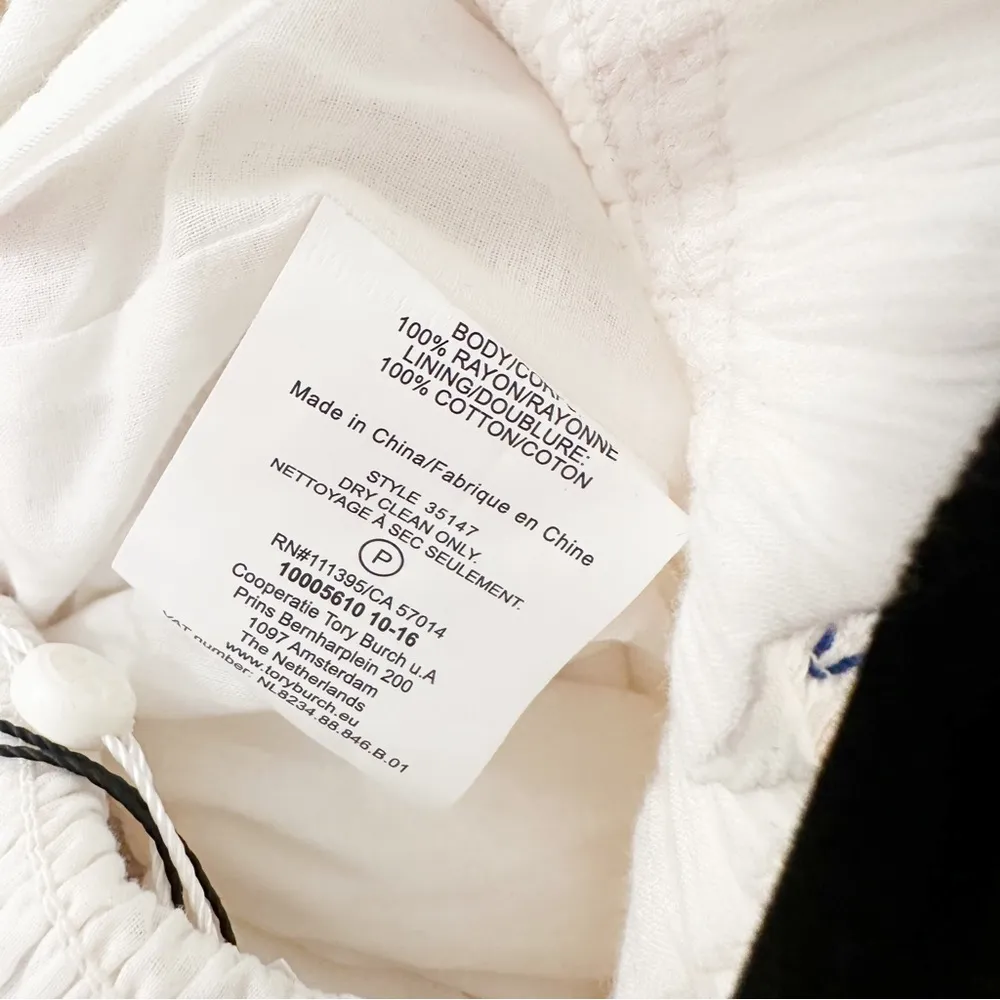 BODY/CORPS
100% RAYON/RAYONNE
LINING/DOUBLURE:
100% COTTON/COTON
Made in China/Fabrique en Chine
STYLE 35147
DRY CLEAN ONLY.
NETTOYAGE À SEC SEULEMENT.
P
RN#111395/CA 57014
10005610 10-16
Cooperatie Tory Burch u.A
Prins Bernharplein 200
1097 Amsterdam
The Netherlands
www.toryburch.eu
VAT number: NL8234.88.846.B.01